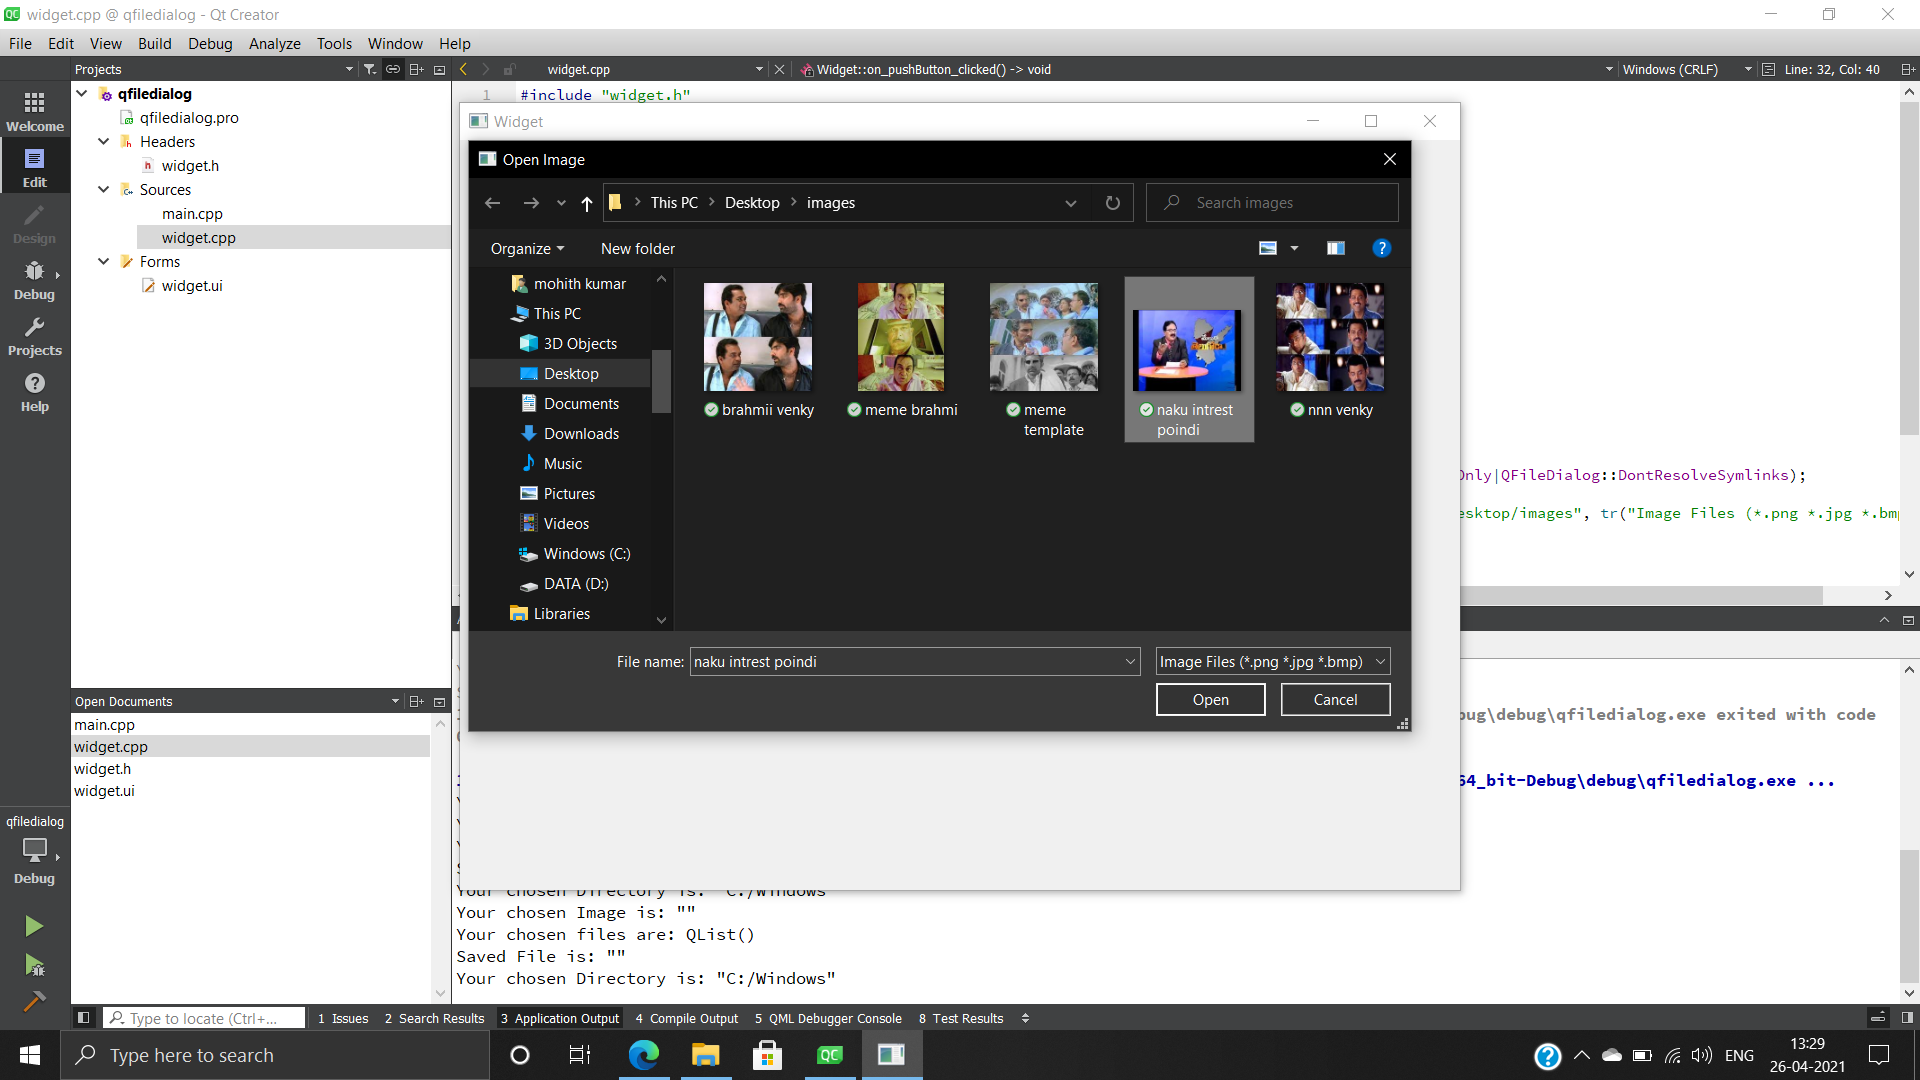 widget.cpp @ qfiledialog - Qt Creator
File Edit View Build Debug Analyze Tools Window Help
Projects
widget.cpp
Widget::on_pushButton_clicked() -> void
Windows (CRLF)
Line: 32, Col: 40
Welcome
Edit
Design
Debug
Projects
Help
qfiledialog
qfiledialog.pro
Headers
widget.h
Sources
main.cpp
widget.cpp
Forms
widget.ui
1 #include "widget.h"
Widget
Open Image
This PC > Desktop > images
Search images
Organize New folder
mohith kumar
This PC
3D Objects
Desktop
Documents
Downloads
Music
Pictures
Videos
Windows (C:)
DATA (D:)
Libraries
brahmii venky
meme brahmi
meme
template
naku intrest
poindi
nnn venky
File name: naku intrest poindi
Image Files (*.png *.jpg *.bmp)
Open Cancel
Only|QFileDialog::DontResolveSymlinks);
esktop/images", tr("Image Files (*.png *.jpg *.bm
bug\debug\qfiledialog.exe exited with code
64_bit-Debug\debug\qfiledialog.exe ...
Open Documents
main.cpp
widget.cpp
widget.h
widget.ui
qfiledialog
Debug
Your chosen Directory is: "C:/Windows"
Your chosen Image is: ""
Your chosen files are: QList()
Saved File is: ""
Your chosen Directory is: "C:/Windows"
Type to locate (Ctrl+...
1 Issues 2 Search Results 3 Application Output 4 Compile Output 5 QML Debugger Console 8 Test Results
Type here to search
QC
ENG
13:29
26-04-2021